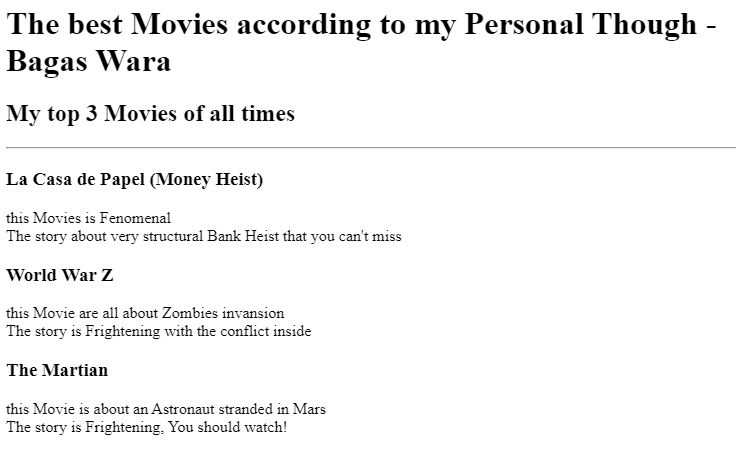 The best Movies according to my Personal Though -
Bagas Wara
My top 3 Movies of all times
La Casa de Papel (Money Heist)
this Movies is Fenomenal
The story about very structural Bank Heist that you can't miss
World War Z
this Movie are all about Zombies invansion
The story is Frightening with the conflict inside
The Martian
this Movie is about an Astronaut stranded in Mars
The story is Frightening, You should watch!